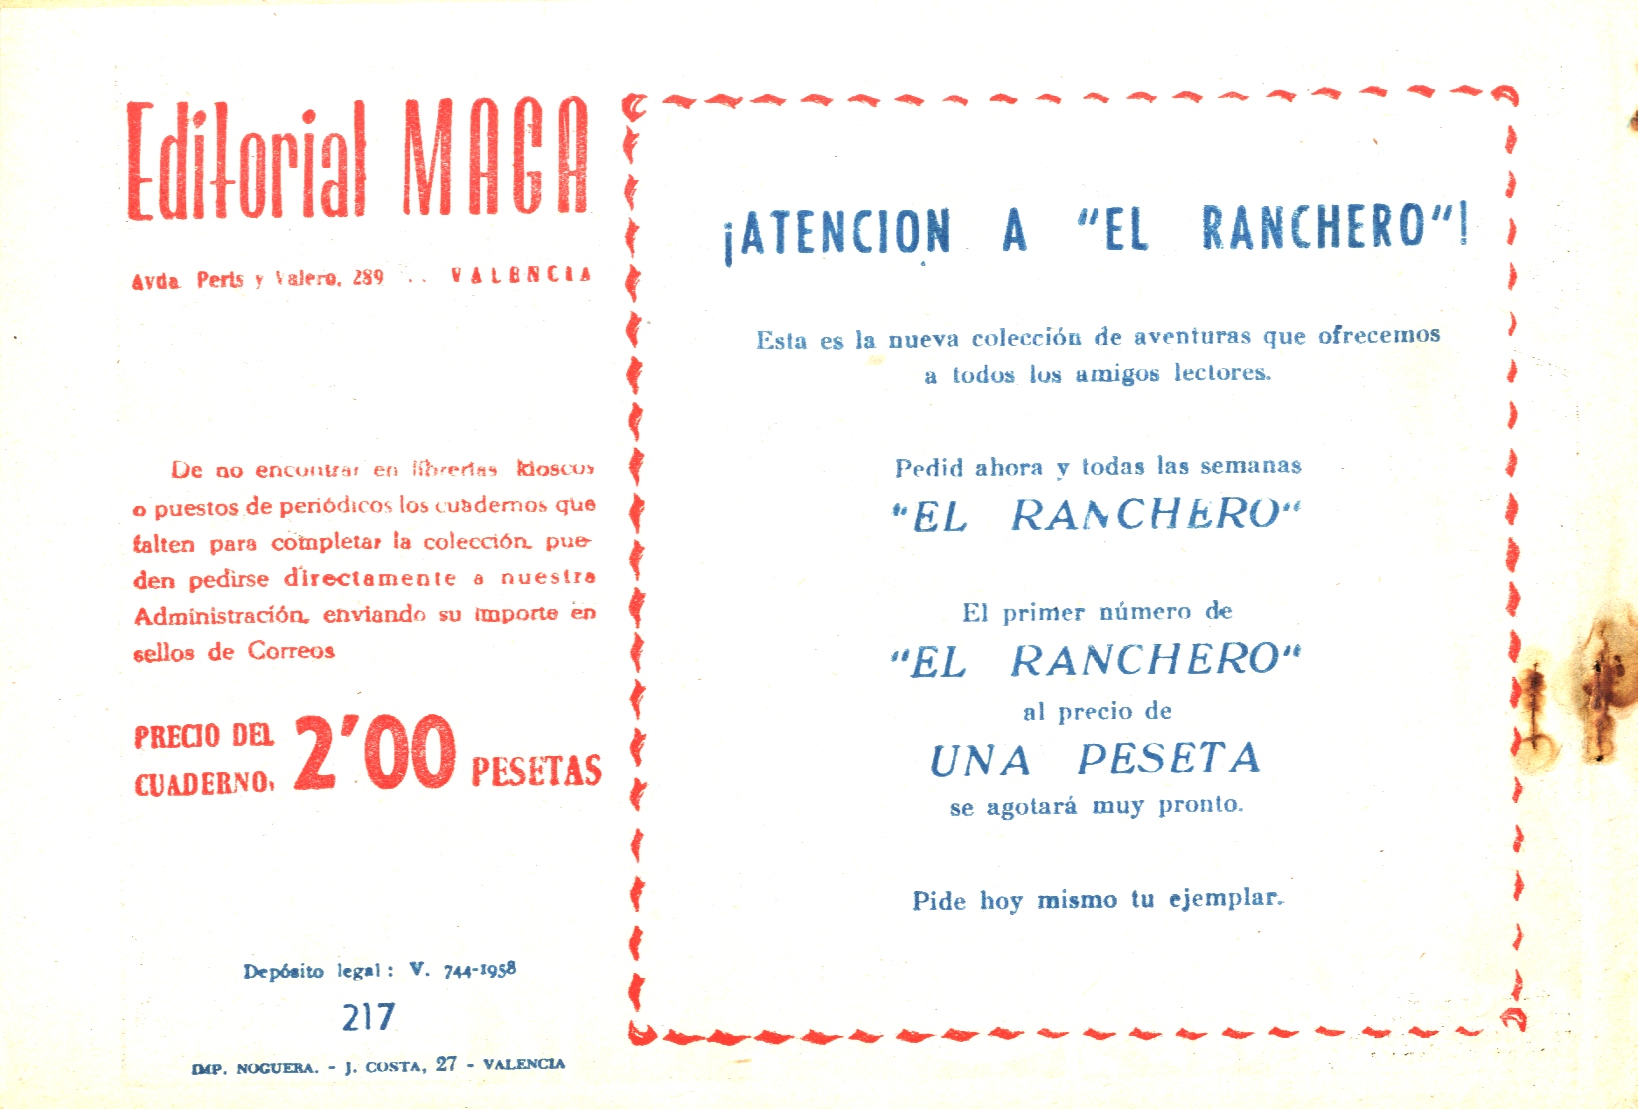 Editorial MAGA
Avda. Peris y Valero, 289 .. VALENCIA
De no encontrar en librerías kioscos
o puestos de periódicos los cuadernos que
falten para completar la colección, pue-
den pedirse directamente a nuestra
Administración, enviando su importe en
sellos de Correos
PRECIO DEL
CUADERNO, 2'00 PESETAS
Depósito legal: V. 744-1958
217
IMP. NOGUERA. - J. COSTA, 27 - VALENCIA
¡ATENCION A "EL RANCHERO"!
Esta es la nueva colección de aventuras que ofrecemos
a todos los amigos lectores.
Pedid ahora y todas las semanas
"EL RANCHERO"
El primer número de
"EL RANCHERO"
al precio de
UNA PESETA
se agotará muy pronto.
Pide hoy mismo tu ejemplar.